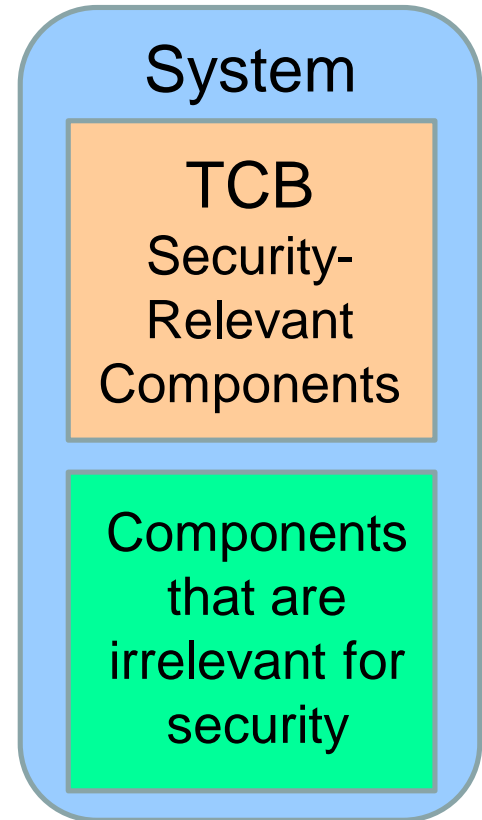 System
TCB
Security-
Relevant
Components
Components
that are
irrelevant for
security